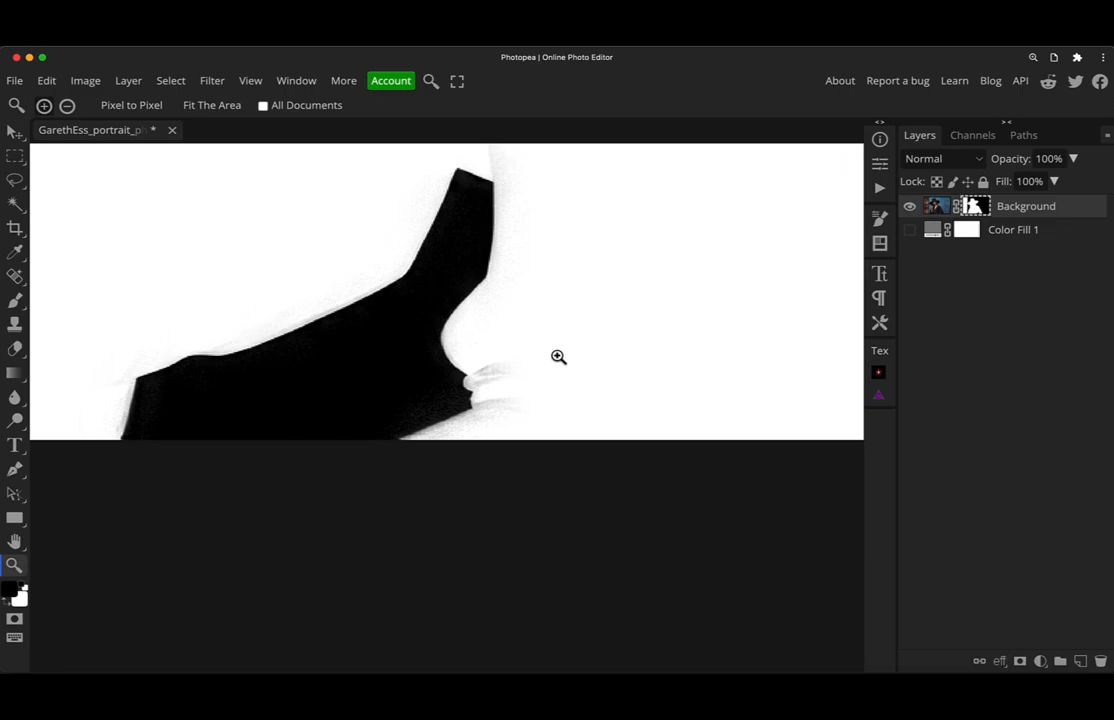 Photopea | Online Photo Editor
File Edit Image Layer Select Filter View Window More Account About Report a bug Learn Blog API
Pixel to Pixel Fit The Area All Documents
GarethEss_portrait_p *
Layers Channels Paths
Normal Opacity: 100%
Lock: Fill: 100%
Background
Color Fill 1
Tt
Tex
T
eff